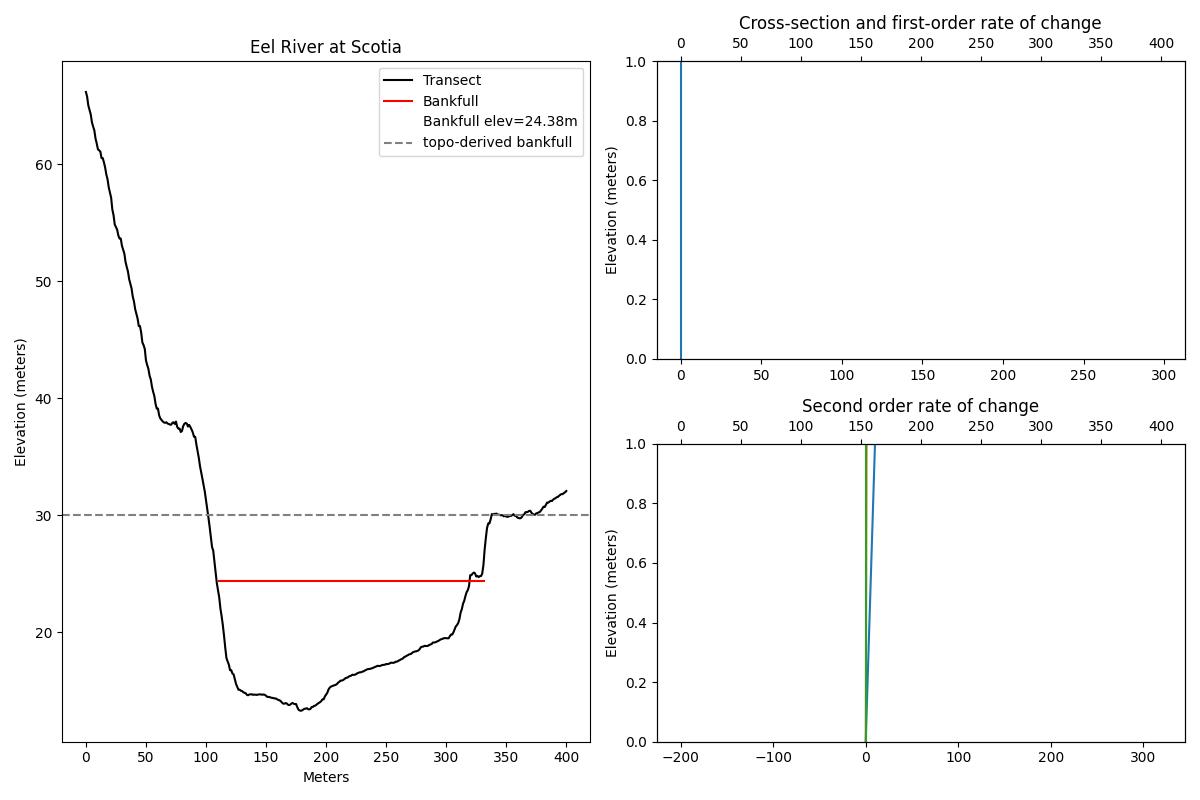 Eel River at Scotia
Transect
Bankfull
Bankfull elev=24.38m
topo-derived bankfull
Elevation (meters)
60
50
40
30
20
0 50 100 150 200 250 300 350 400
Meters
Cross-section and first-order rate of change
0 50 100 150 200 250 300 350 400
Elevation (meters)
1.0
0.8
0.6
0.4
0.2
0.0
0 50 100 150 200 250 300
Second order rate of change
0 50 100 150 200 250 300 350 400
Elevation (meters)
1.0
0.8
0.6
0.4
0.2
0.0
−200 −100 0 100 200 300